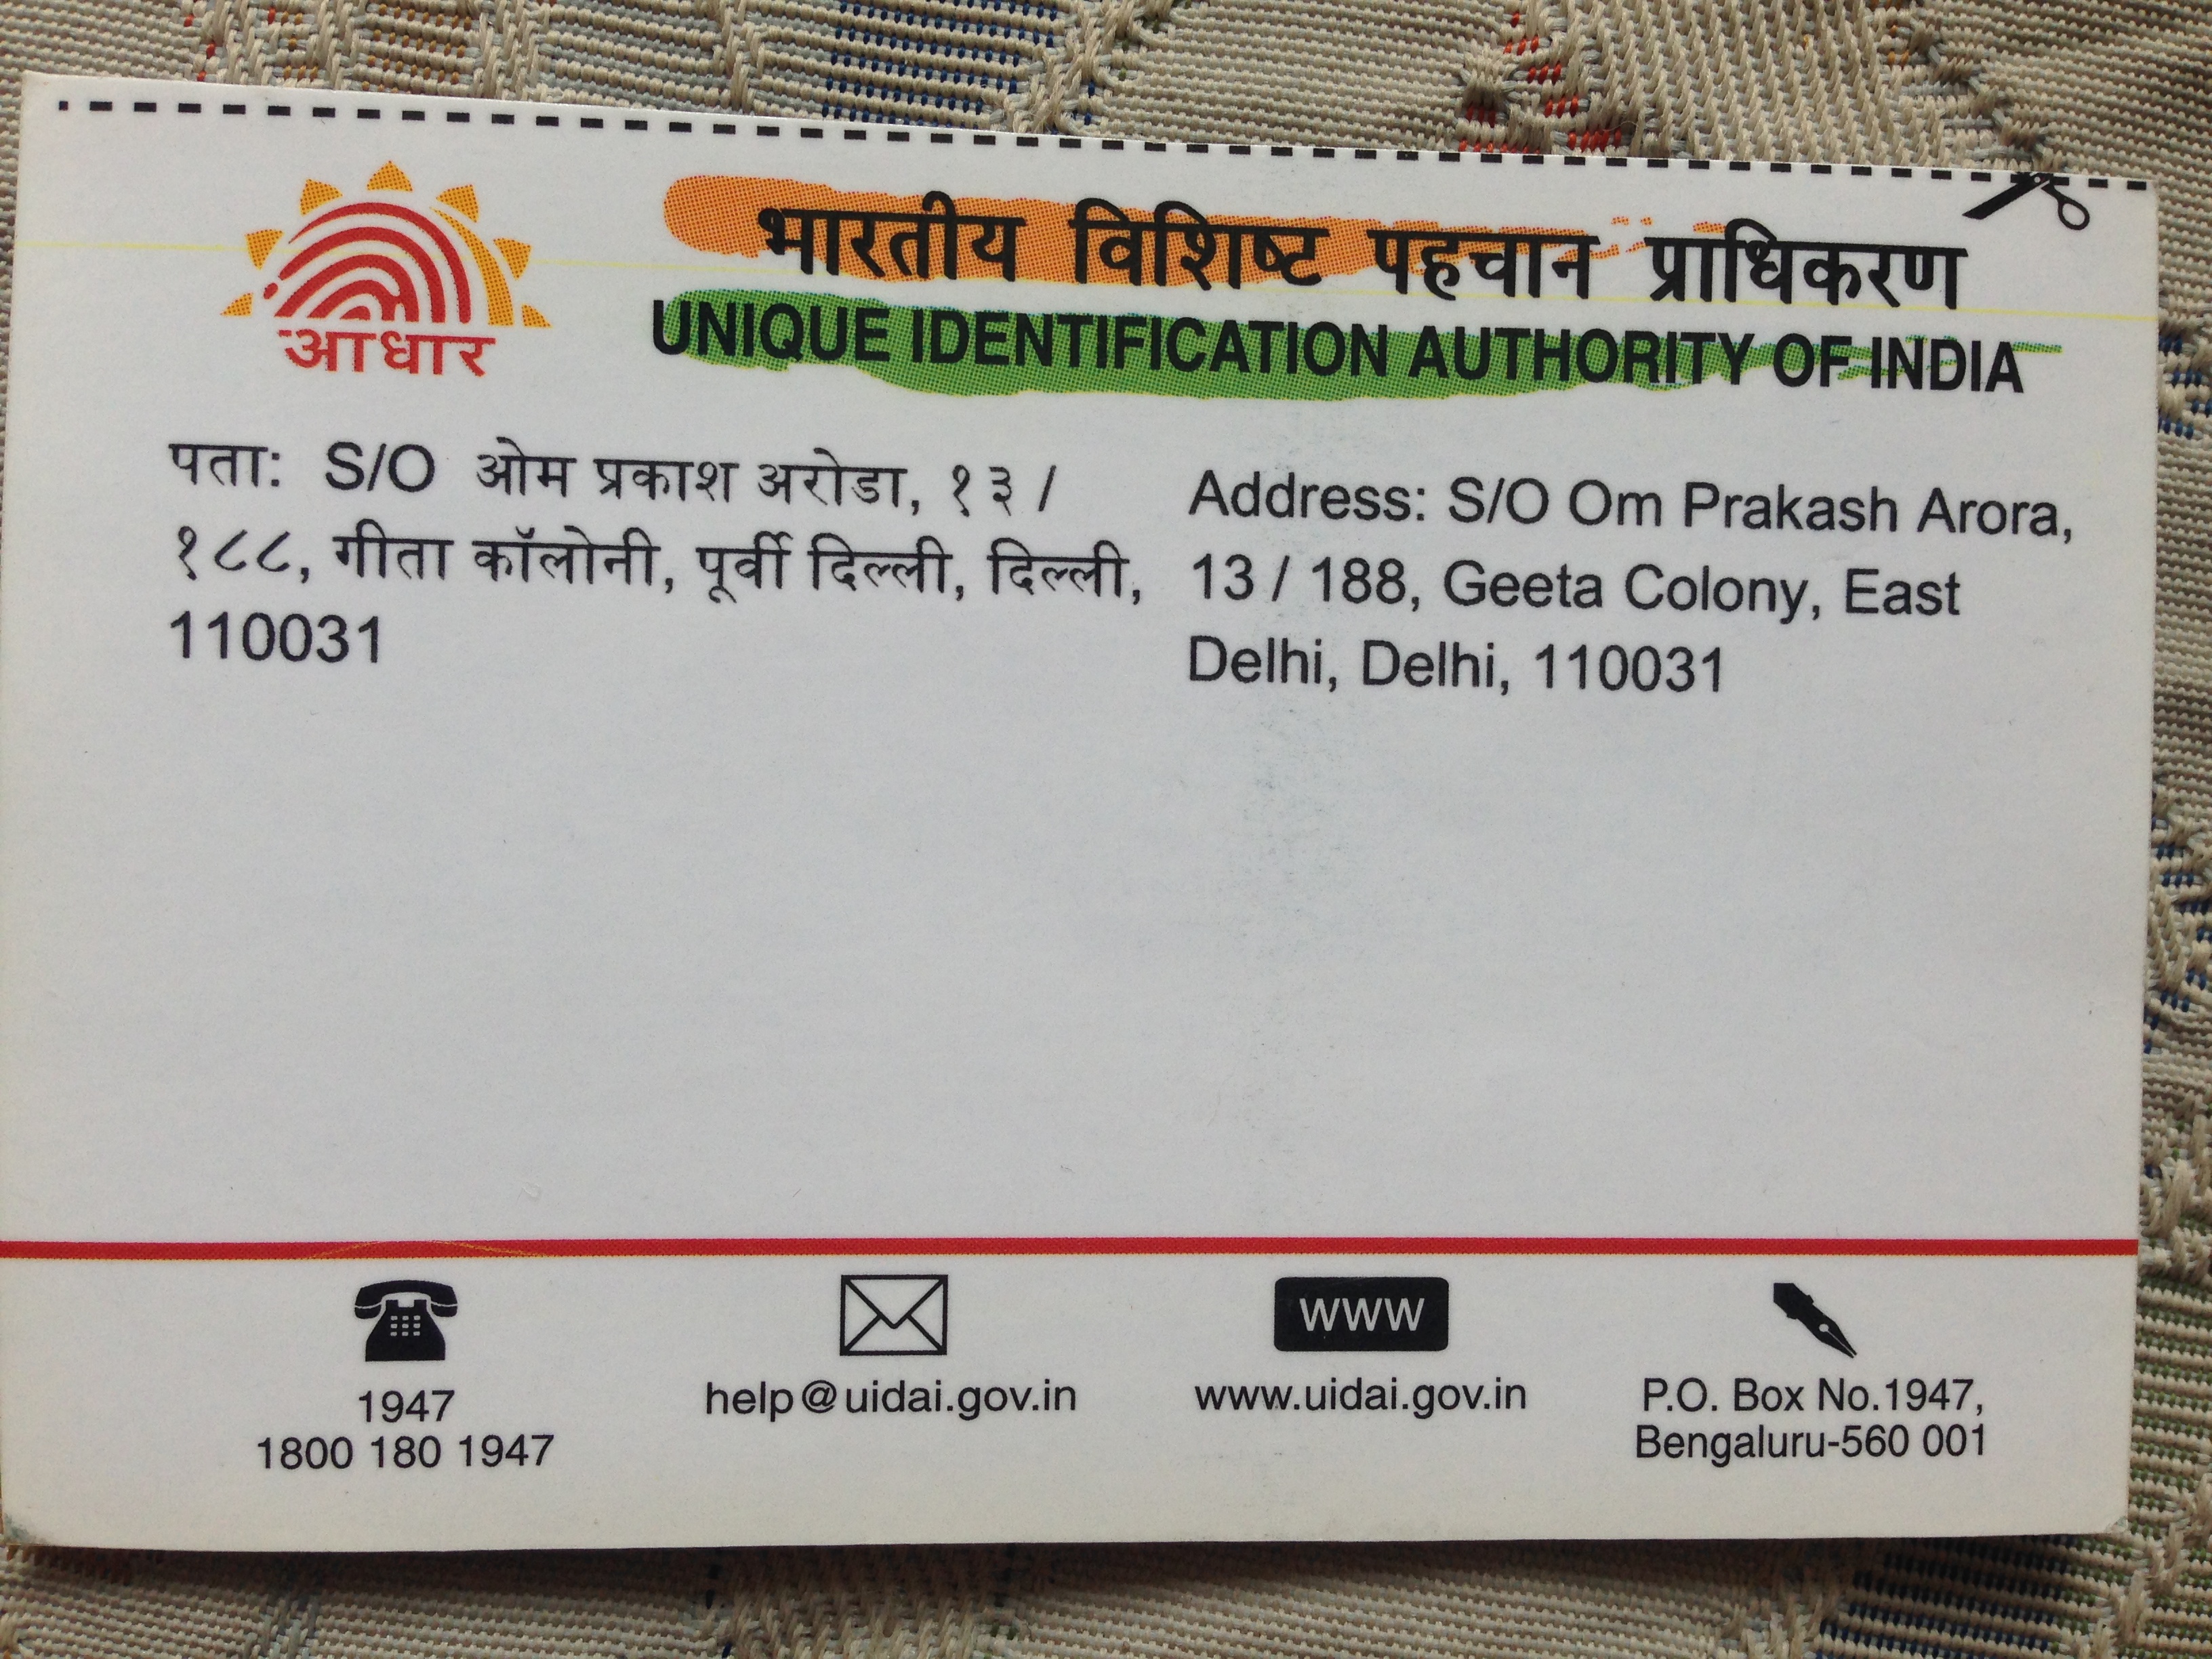 आधार
भारतीय विशिष्ट पहचान प्राधिकरण
UNIQUE IDENTIFICATION AUTHORITY OF INDIA
पता: S/O ओम प्रकाश अरोडा, १३ /
१८८, गीता कॉलोनी, पूर्वी दिल्ली, दिल्ली,
110031
Address: S/O Om Prakash Arora,
13 / 188, Geeta Colony, East
Delhi, Delhi, 110031
1947
1800 180 1947
help@uidai.gov.in
www
www.uidai.gov.in
P.O. Box No.1947,
Bengaluru-560 001